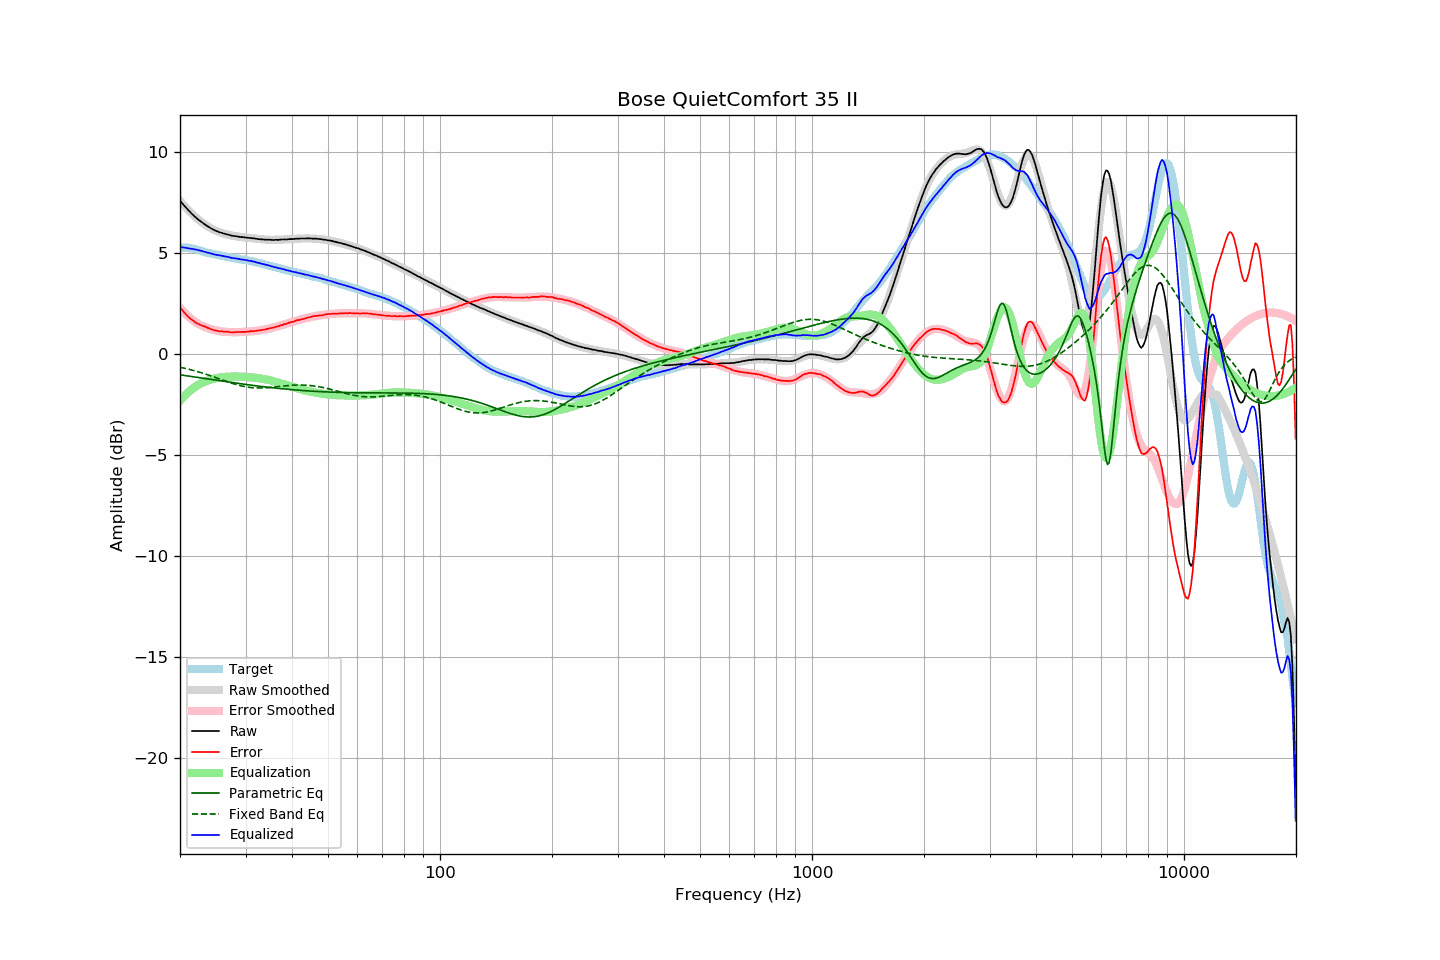 Bose QuietComfort 35 II
Amplitude (dBr)
10
5
0
−5
−10
−15
−20
Target
Raw Smoothed
Error Smoothed
Raw
Error
Equalization
Parametric Eq
Fixed Band Eq
Equalized
100
1000
10000
Frequency (Hz)